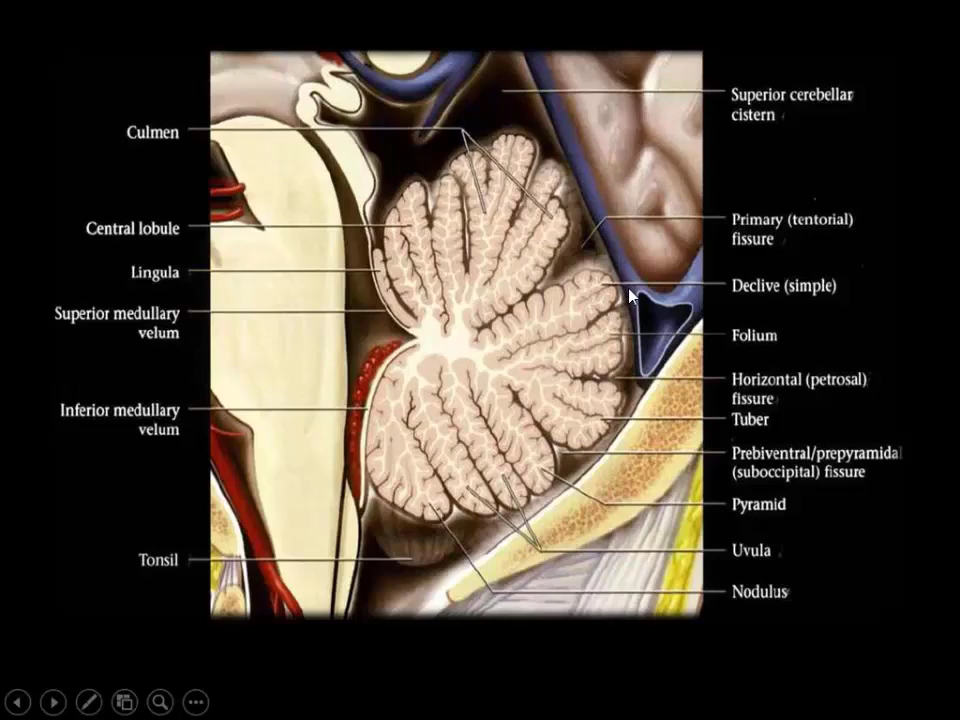 Culmen
Central lobule
Lingula
Superior medullary
velum
Inferior medullary
velum
Tonsil
Superior cerebellar
cistern
Primary (tentorial)
fissure
Declive (simple)
Folium
Horizontal (petrosal)
fissure
Tuber
Prebiventral/prepyramidal
(suboccipital) fissure
Pyramid
Uvula
Nodulus